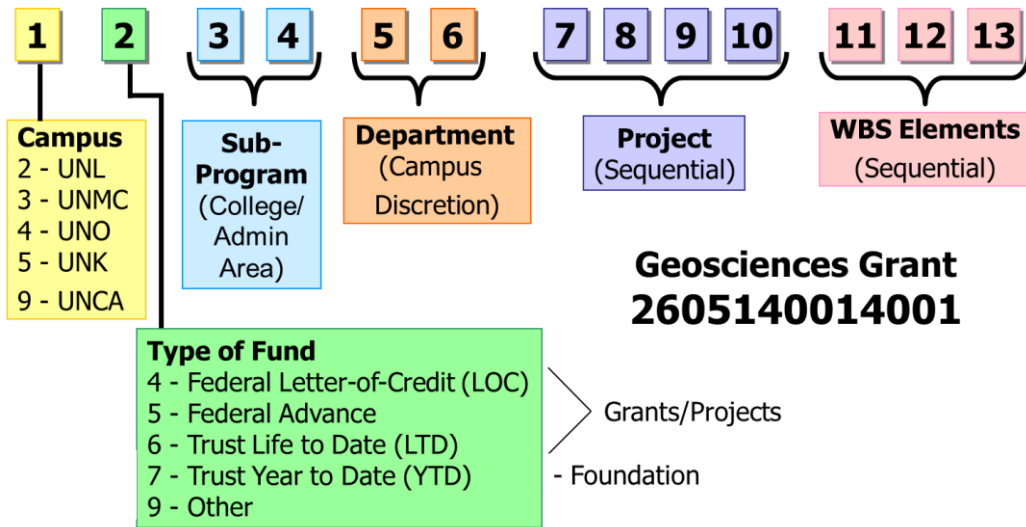 1 2 3 4 5 6 7 8 9 10 11 12 13
Campus
2 - UNL
3 - UNMC
4 - UNO
5 - UNK
9 - UNCA
Sub-
Program
(College/
Admin
Area)
Department
(Campus
Discretion)
Project
(Sequential)
WBS Elements
(Sequential)
Geosciences Grant
2605140014001
Type of Fund
4 - Federal Letter-of-Credit (LOC)
5 - Federal Advance
6 - Trust Life to Date (LTD)
7 - Trust Year to Date (YTD)
9 - Other
Grants/Projects
- Foundation